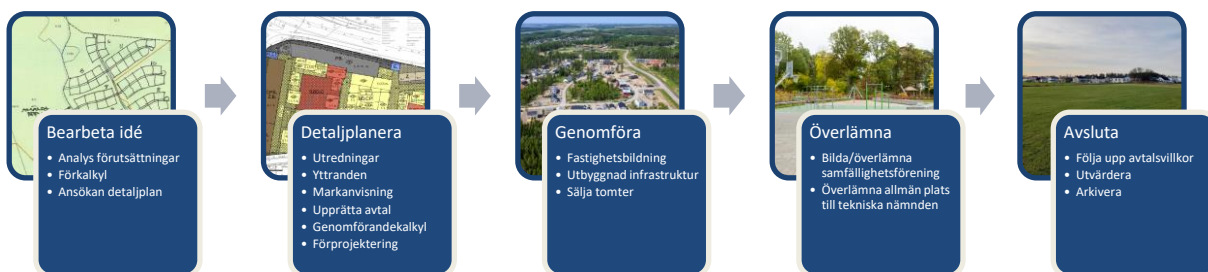 Bearbeta idé
• Analys förutsättningar
• Förkalkyl
• Ansökan detaljplan
Detaljplanera
• Utredningar
• Yttranden
• Markanvisning
• Upprätta avtal
• Genomförandekalkyl
• Förprojektering
Genomföra
• Fastighetsbildning
• Utbyggnad infrastruktur
• Sälja tomter
Överlämna
• Bilda/överlämna
samfällighetsförening
• Överlämna allmän plats
till tekniska nämnden
Avsluta
• Följa upp avtalsvillkor
• Utvärdera
• Arkivera